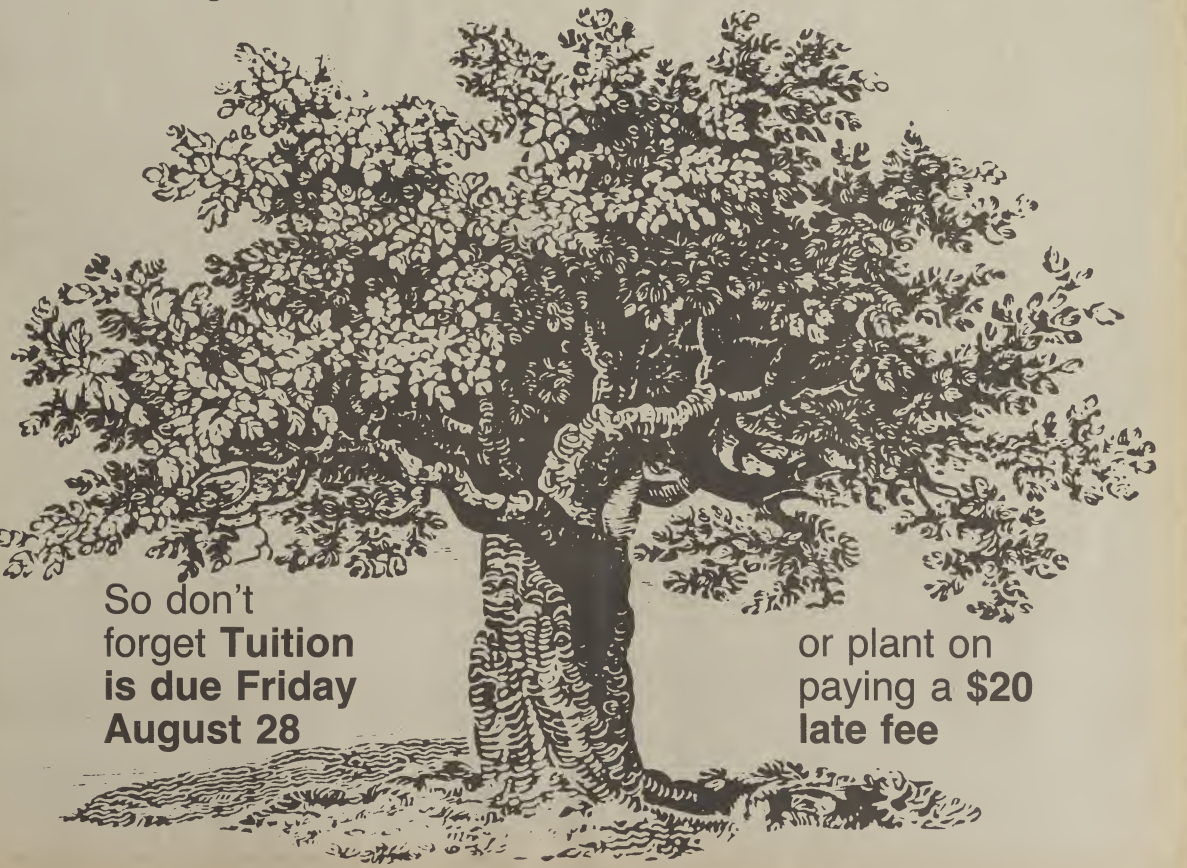 So don't
forget Tuition
is due Friday
August 28
or plant on
paying a $20
late fee